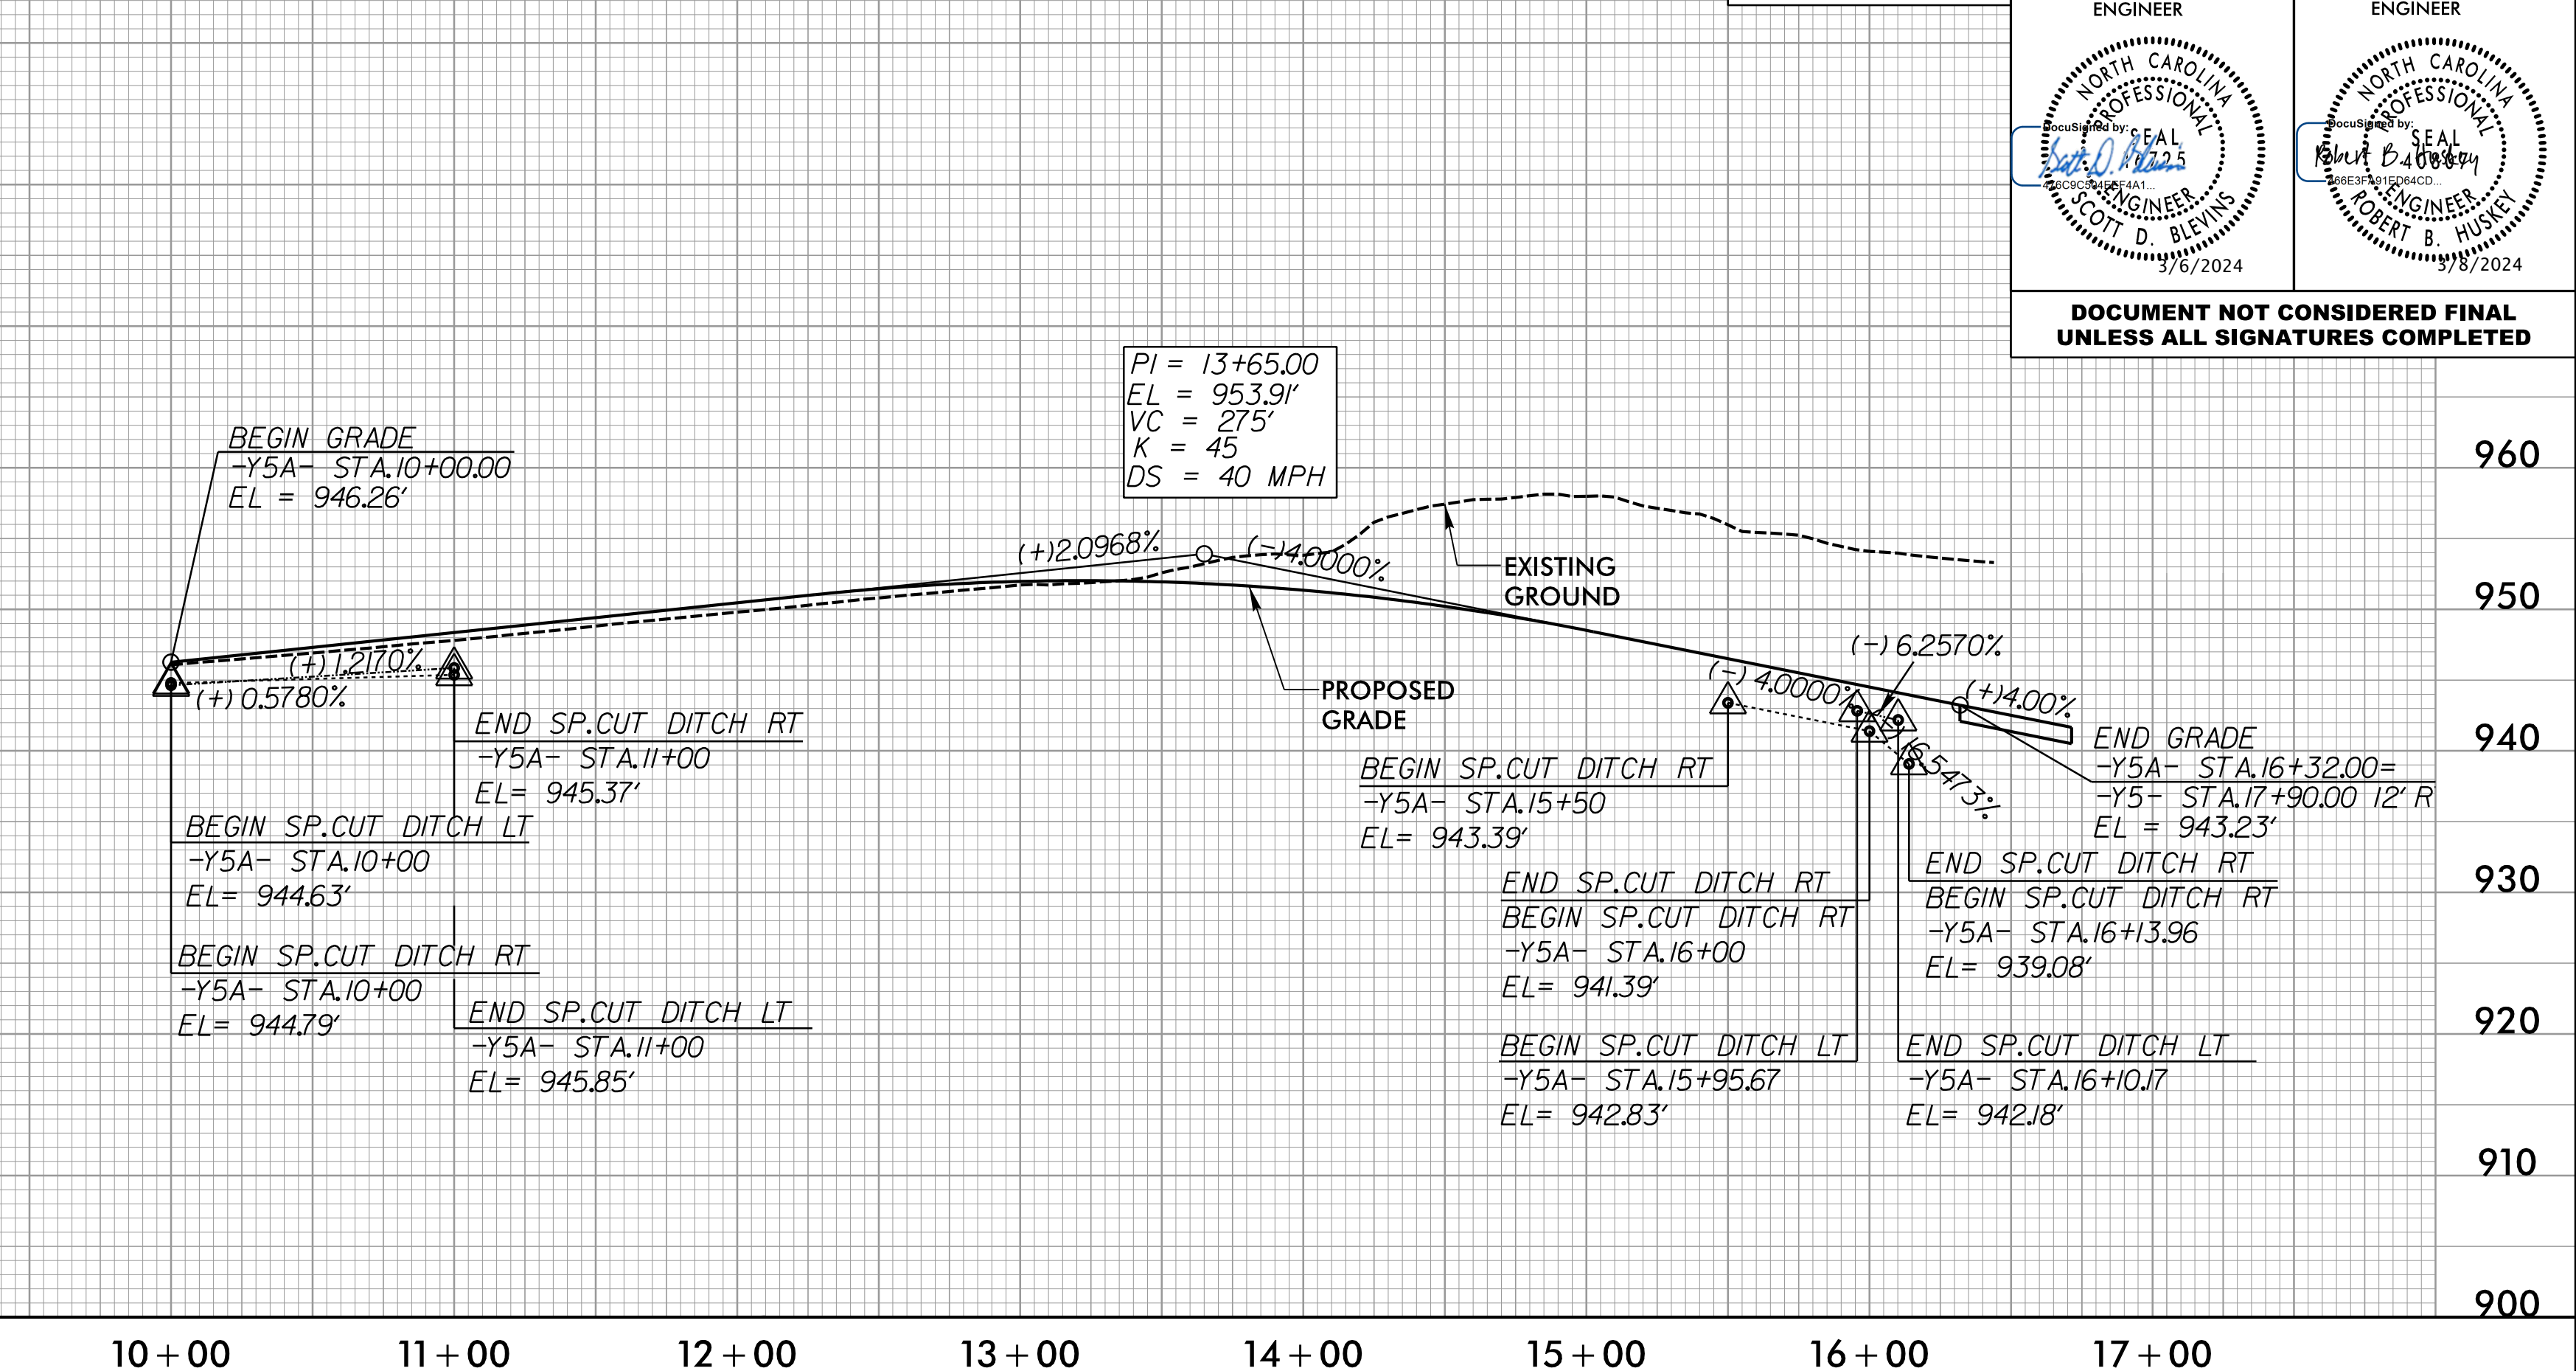 ENGINEER
ENGINEER
NORTH CAROLINA
PROFESSIONAL
DocuSigned by:
SEAL
ENGINEER
SCOTT D. BLEVINS
3/6/2024
NORTH CAROLINA
PROFESSIONAL
DocuSigned by:
SEAL
Robert B. Huskey
ENGINEER
ROBERT B. HUSKEY
3/8/2024
DOCUMENT NOT CONSIDERED FINAL
UNLESS ALL SIGNATURES COMPLETED
PI = 13+65.00
EL = 953.91'
VC = 275'
K = 45
DS = 40 MPH
BEGIN GRADE
-Y5A- STA.10+00.00
EL = 946.26'
(+)2.0968%
(-)4.0000%
EXISTING
GROUND
PROPOSED
GRADE
(+)1.2170%
(+)0.5780%
END SP.CUT DITCH RT
-Y5A- STA.11+00
EL= 945.37'
BEGIN SP.CUT DITCH LT
-Y5A- STA.10+00
EL= 944.63'
BEGIN SP.CUT DITCH RT
-Y5A- STA.10+00
EL= 944.79'
END SP.CUT DITCH LT
-Y5A- STA.11+00
EL= 945.85'
(-)6.2570%
(-)4.0000%
(+)4.00%
16.5473%
BEGIN SP.CUT DITCH RT
-Y5A- STA.15+50
EL= 943.39'
END GRADE
-Y5A- STA.16+32.00=
-Y5- STA.17+90.00 12' R
EL = 943.23'
END SP.CUT DITCH RT
BEGIN SP.CUT DITCH RT
-Y5A- STA.16+00
EL= 941.39'
END SP.CUT DITCH RT
BEGIN SP.CUT DITCH RT
-Y5A- STA.16+13.96
EL= 939.08'
BEGIN SP.CUT DITCH LT
-Y5A- STA.15+95.67
EL= 942.83'
END SP.CUT DITCH LT
-Y5A- STA.16+10.17
EL= 942.18'
960
950
940
930
920
910
900
10+00
11+00
12+00
13+00
14+00
15+00
16+00
17+00